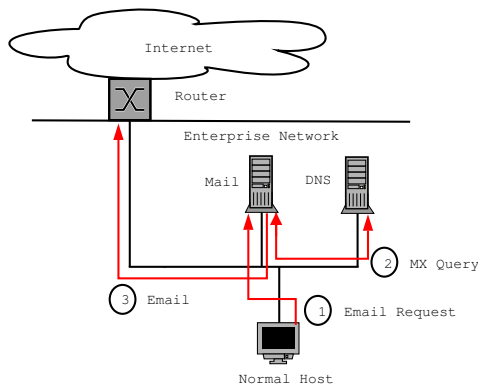 Internet
Router
Enterprise Network
Mail
DNS
2 MX Query
3 Email
1 Email Request
Normal Host